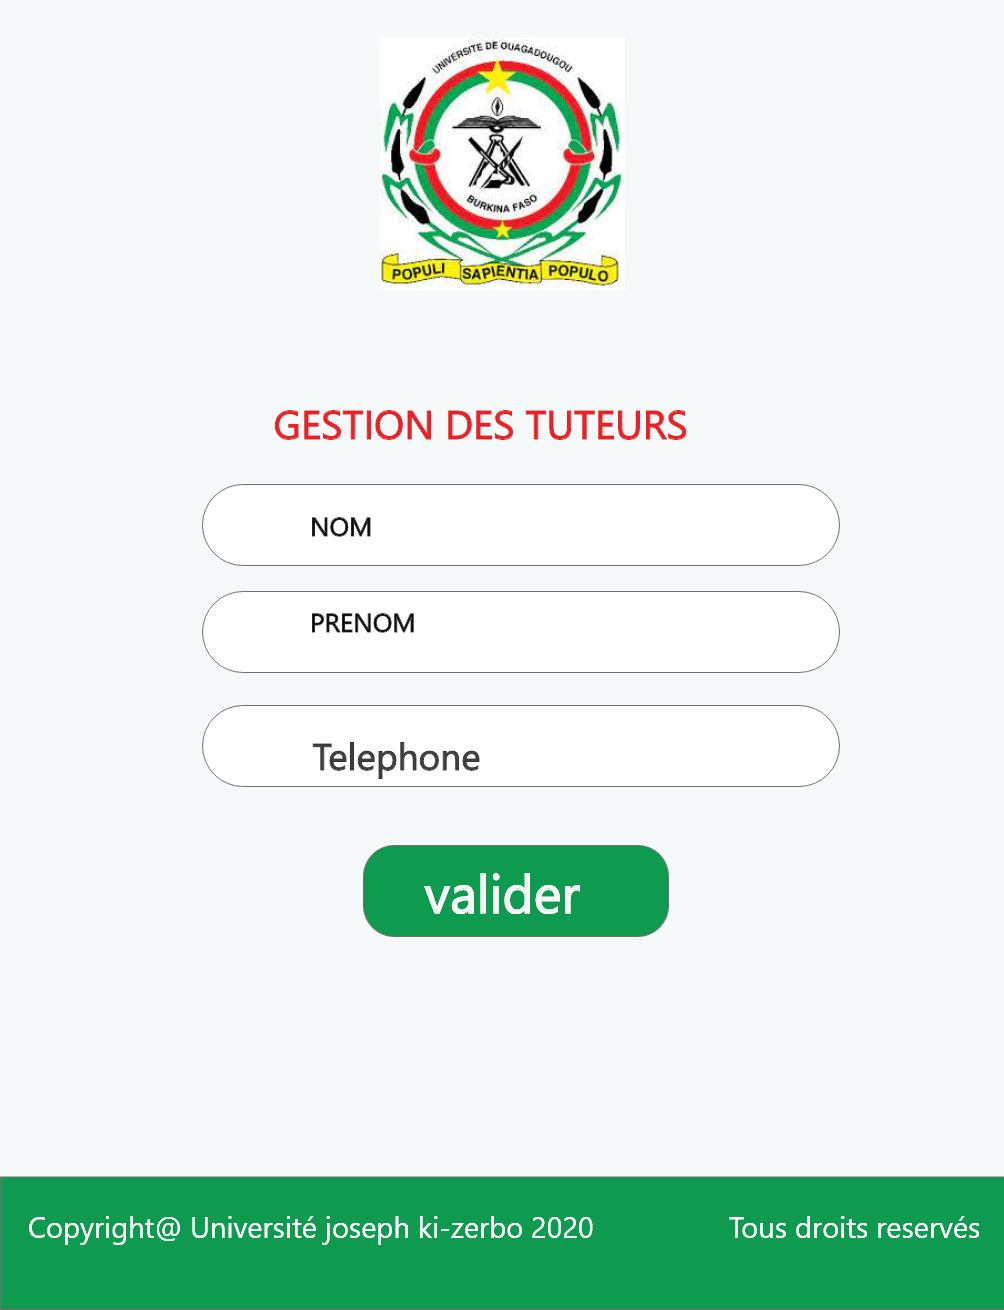 UNIVERSITE DE OUAGADOUGOU
BURKINA FASO
POPULI SAPIENTIA POPULO
GESTION DES TUTEURS
NOM
PRENOM
Telephone
valider
Copyright@ Université joseph ki-zerbo 2020 Tous droits reservés